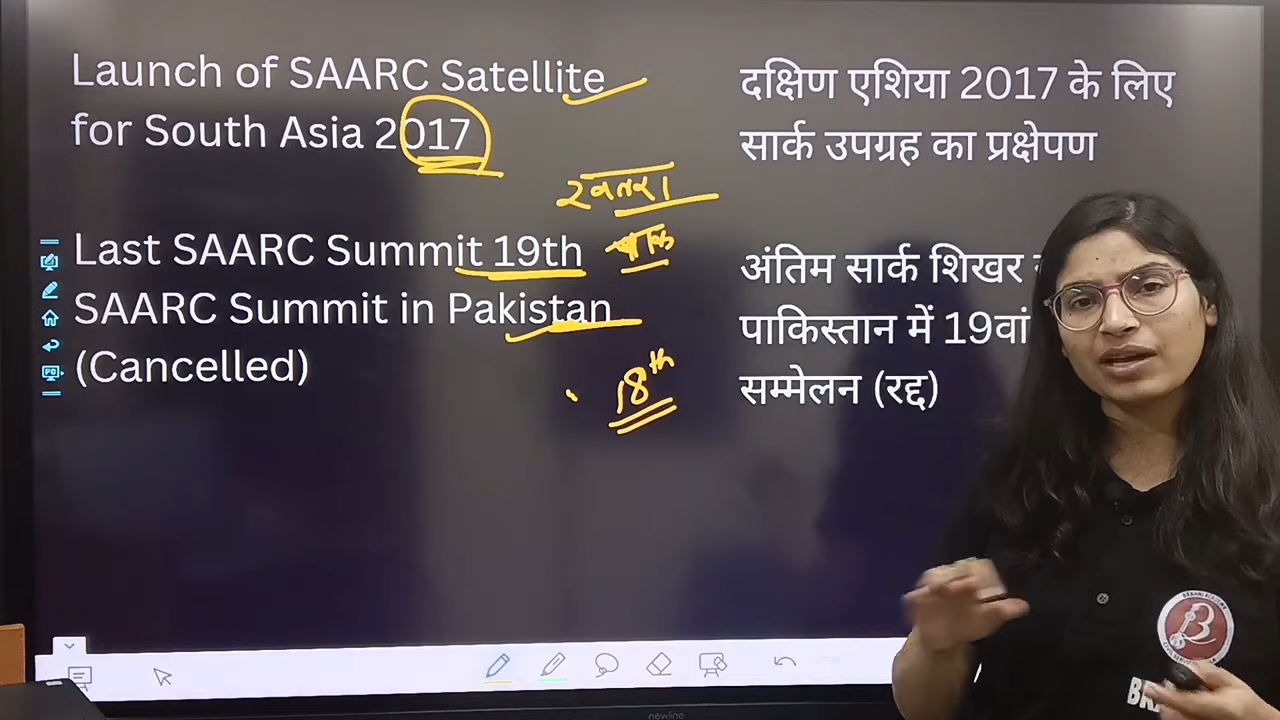 Launch of SAARC Satellite
for South Asia 2017
Last SAARC Summit 19th
SAARC Summit in Pakistan
(Cancelled)
18th
दक्षिण एशिया 2017 के लिए
सार्क उपग्रह का प्रक्षेपण
अंतिम सार्क शिखर
पाकिस्तान में 19वां
सम्मेलन (रद्द)
newline